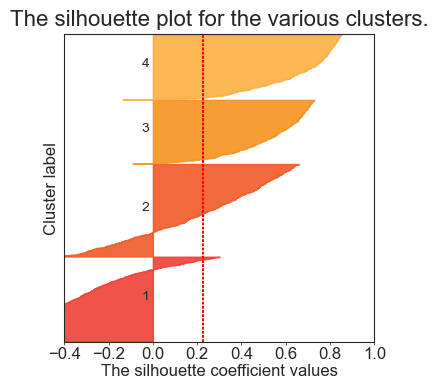 The silhouette plot for the various clusters.
Cluster label
4
3
2
1
−0.4 −0.2 0.0 0.2 0.4 0.6 0.8 1.0
The silhouette coefficient values